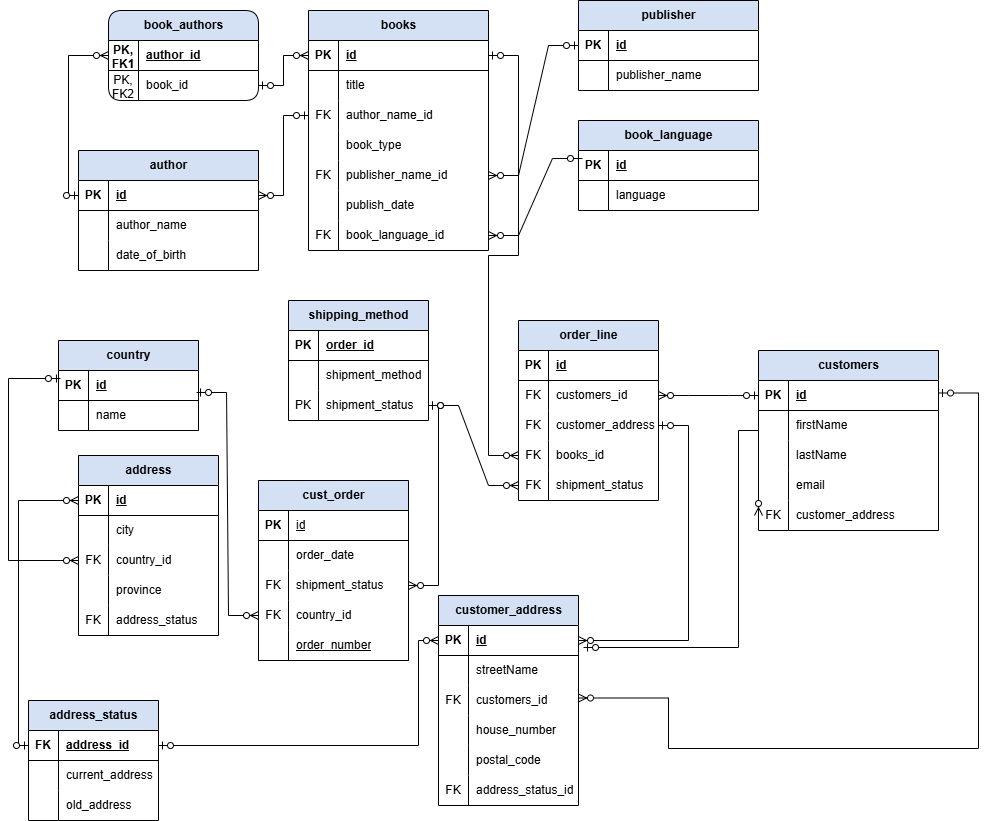 book_authors
PK,
FK1
author_id
PK,
FK2
book_id
books
PK id
title
FK author_name_id
book_type
FK publisher_name_id
publish_date
FK book_language_id
publisher
PK id
publisher_name
book_language
PK id
language
author
PK id
author_name
date_of_birth
shipping_method
PK order_id
shipment_method
PK shipment_status
order_line
PK id
FK customers_id
FK customer_address
FK books_id
FK shipment_status
customers
PK id
firstName
lastName
email
FK customer_address
country
PK id
name
address
PK id
city
FK country_id
province
FK address_status
cust_order
PK id
order_date
FK shipment_status
FK country_id
order_number
customer_address
PK id
streetName
FK customers_id
house_number
postal_code
FK address_status_id
address_status
FK address_id
current_address
old_address